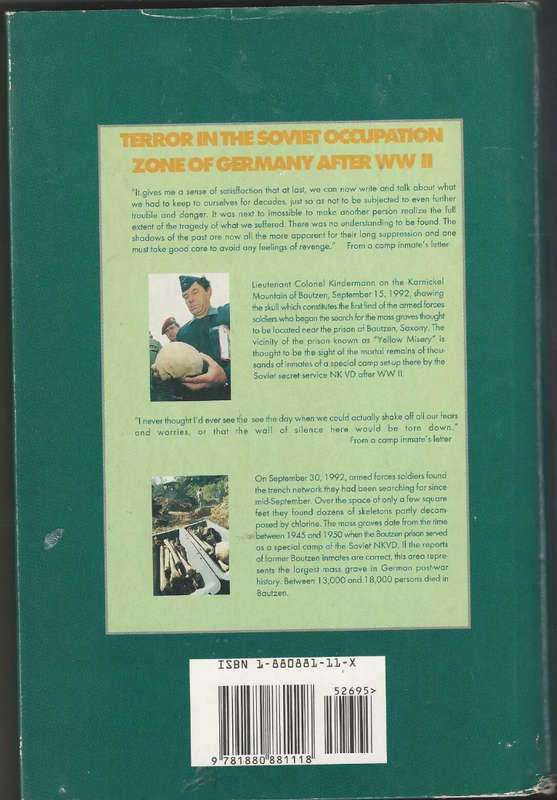 TERROR IN THE SOVIET OCCUPATION
ZONE OF GERMANY AFTER WW II
"It gives me a sense of satisfaction that at last, we can now write and talk about what
we had to keep to ourselves for decades, just so as not to be subjected to even further
trouble and danger. It was next to imossible to make another person realize the full
extent of the tragedy of what we suffered. There was no understanding to be found. The
shadows of the past are now all the more apparent for their long suppression and one
must take good care to avoid any feelings of revenge." From a camp inmate's letter
Lieutenant Colonel Kindermann on the Karnickel
Mountain of Bautzen, September 15, 1992, showing
the skull which constitutes the first find of the armed forces
soldiers who began the search for the mass graves thought
to be located near the prison of Bautzen, Saxony. The
vicinity of the prison known as "Yellow Misery" is
thought to be the sight of the mortal remains of thou-
sands of inmates of a special camp set-up there by the
Soviet secret service NK VD after WW II.
"I never thought I'd ever see the see the day when we could actually shake off all our fears
and worries, or that the wall of silence here would be torn down."
From a camp inmate's letter
On September 30, 1992, armed forces soldiers found
the trench network they had been searching for since
mid-September. Over the space of only a few square
feet they found dozens of skeletons partly decom-
posed by chlorine. The mass graves date from the time
between 1945 and 1950 when the Bautzen prison served
as a special camp of the Soviet NKVD. If the reports
of former Bautzen inmates are correct, this area repre-
sents the largest mass grave in German post-war
history. Between 13,000 and 18,000 persons died in
Bautzen.
ISBN 1-880881-11-X
52695>
9 781880 881118